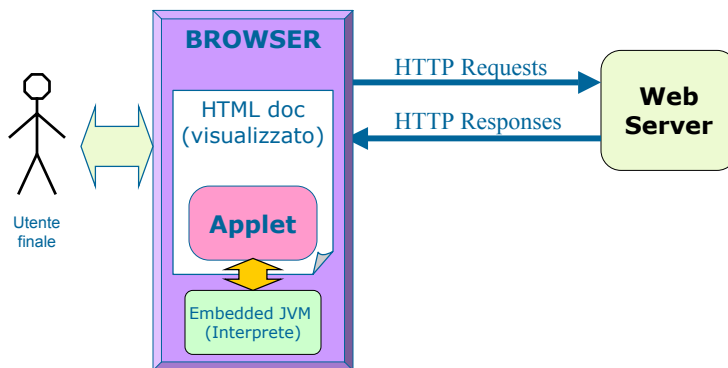 BROWSER
HTTP Requests
HTML doc
(visualizzato)
HTTP Responses
Web
Server
Applet
Utente
finale
Embedded JVM
(Interprete)